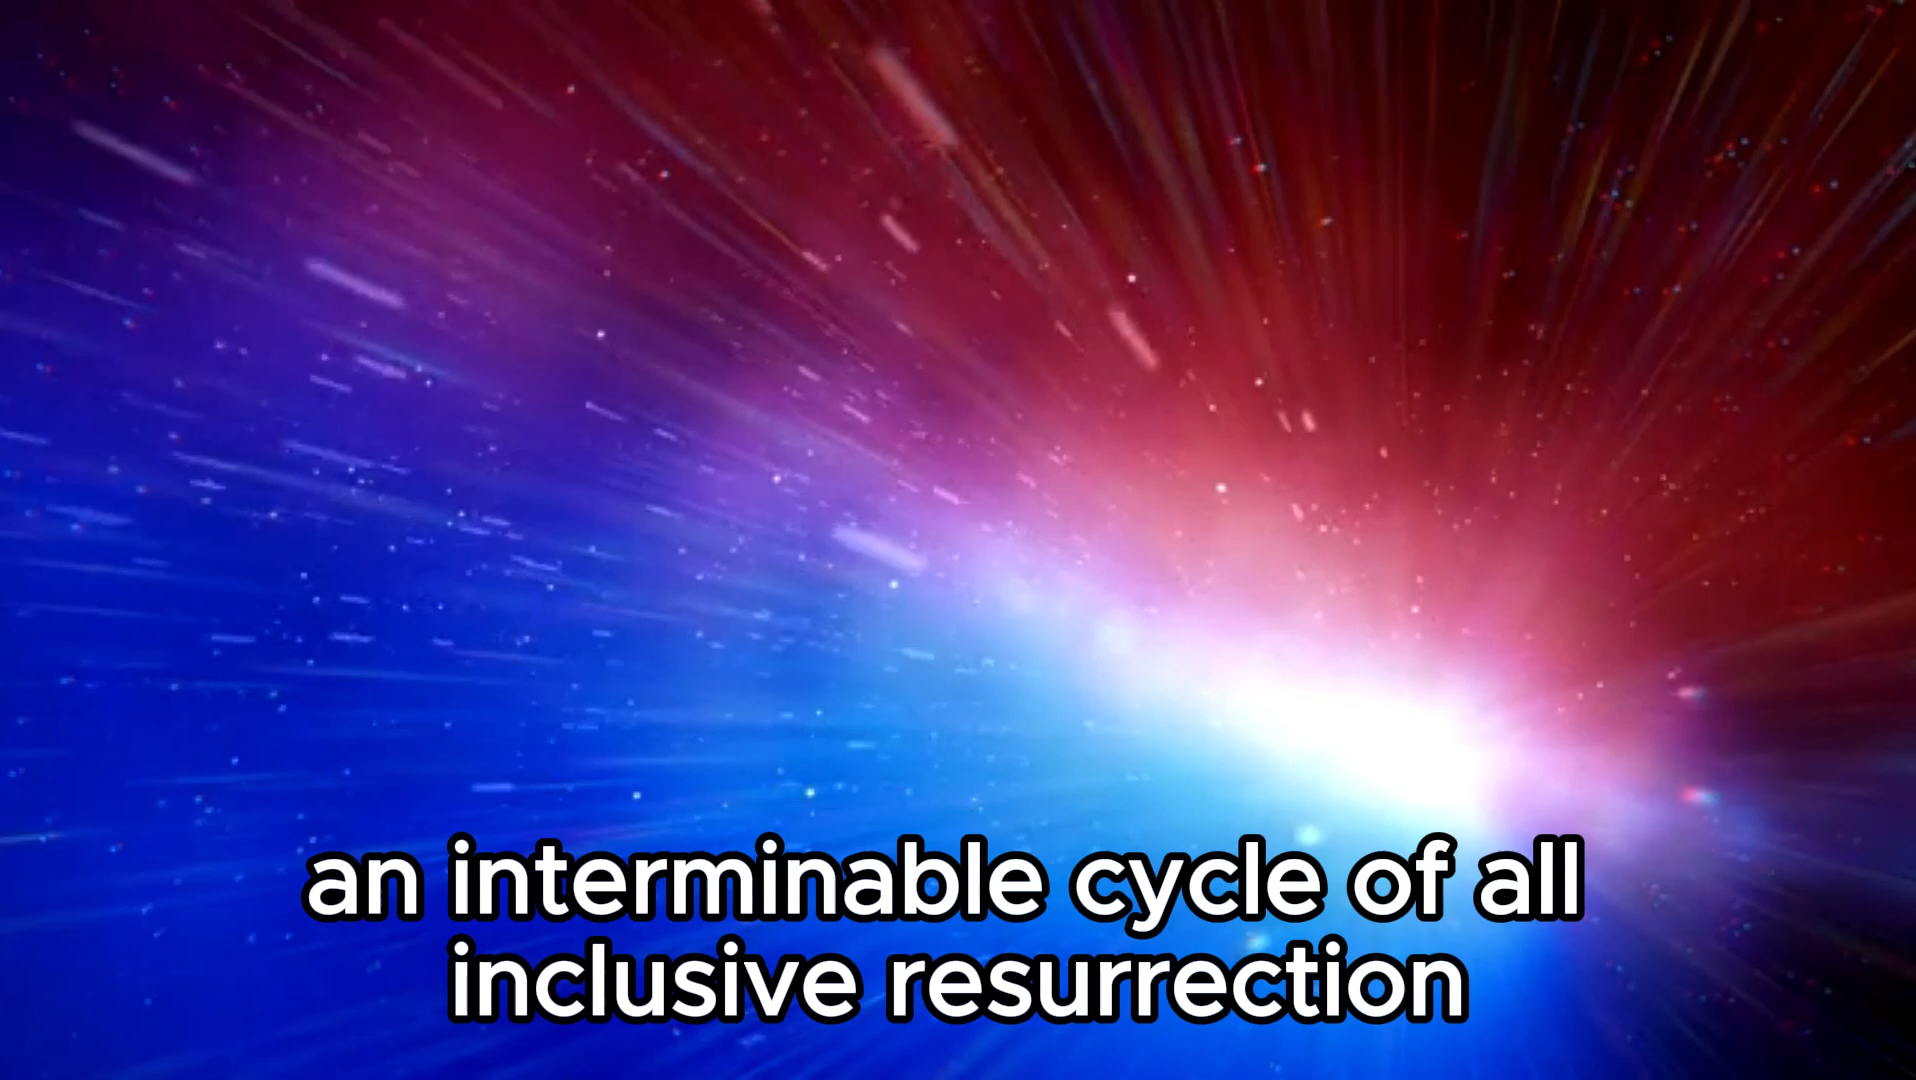 an interminable cycle of all
inclusive resurrection